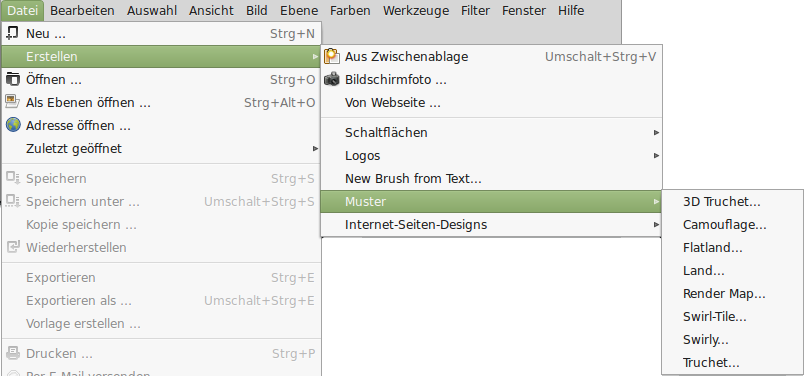 Datei Bearbeiten Auswahl Ansicht Bild Ebene Farben Werkzeuge Filter Fenster Hilfe
Neu ... Strg+N
Erstellen
Öffnen ... Strg+O
Als Ebenen öffnen ... Strg+Alt+O
Adresse öffnen ...
Zuletzt geöffnet
Speichern Strg+S
Speichern unter ... Umschalt+Strg+S
Kopie speichern ...
Wiederherstellen
Exportieren Strg+E
Exportieren als ... Umschalt+Strg+E
Vorlage erstellen ...
Drucken ... Strg+P
Per E-Mail versenden
Aus Zwischenablage Umschalt+Strg+V
Bildschirmfoto ...
Von Webseite ...
Schaltflächen
Logos
New Brush from Text...
Muster
Internet-Seiten-Designs
3D Truchet...
Camouflage...
Flatland...
Land...
Render Map...
Swirl-Tile...
Swirly...
Truchet...